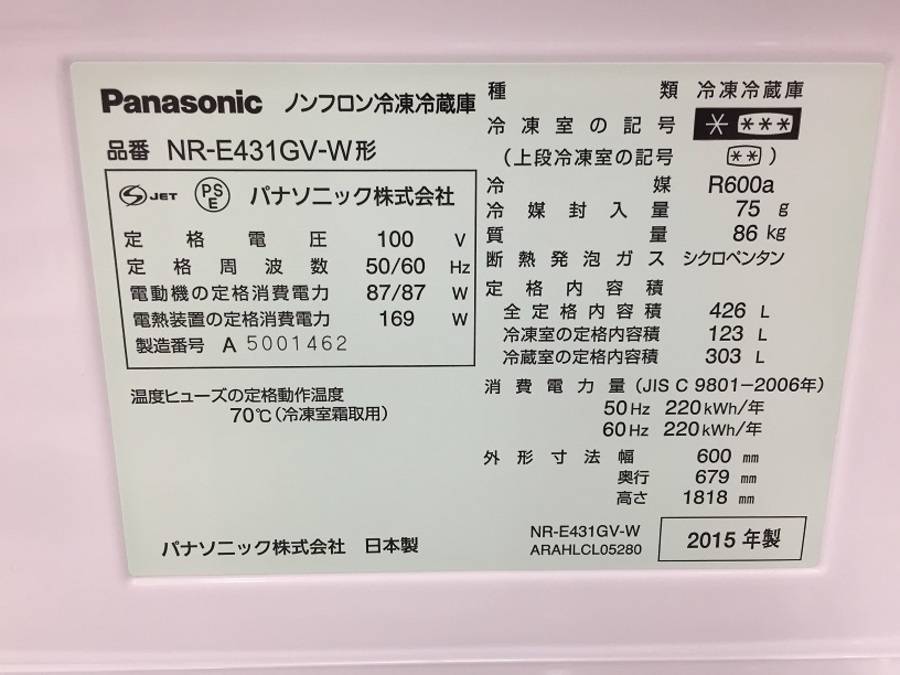 Panasonic ノンフロン冷凍冷蔵庫
品番 NR-E431GV-W形
S JET PSE パナソニック株式会社
定格電圧 100 V
定格周波数 50/60 Hz
電動機の定格消費電力 87/87 W
電熱装置の定格消費電力 169 W
製造番号 A 5001462
温度ヒューズの定格動作温度
70℃(冷凍室霜取用)
パナソニック株式会社 日本製
種類 冷凍冷蔵庫
冷凍室の記号 * ***
(上段冷凍室の記号 ** )
冷媒 R600a
冷媒封入量 75 g
質量 86 kg
断熱発泡ガス シクロペンタン
定格内容積
全定格内容積 426 L
冷凍室の定格内容積 123 L
冷蔵室の定格内容積 303 L
消費電力量(JIS C 9801-2006年)
50Hz 220kWh/年
60Hz 220kWh/年
外形寸法 幅 600 mm
奥行 679 mm
高さ 1818 mm
NR-E431GV-W
ARAHLCL05280
2015年製